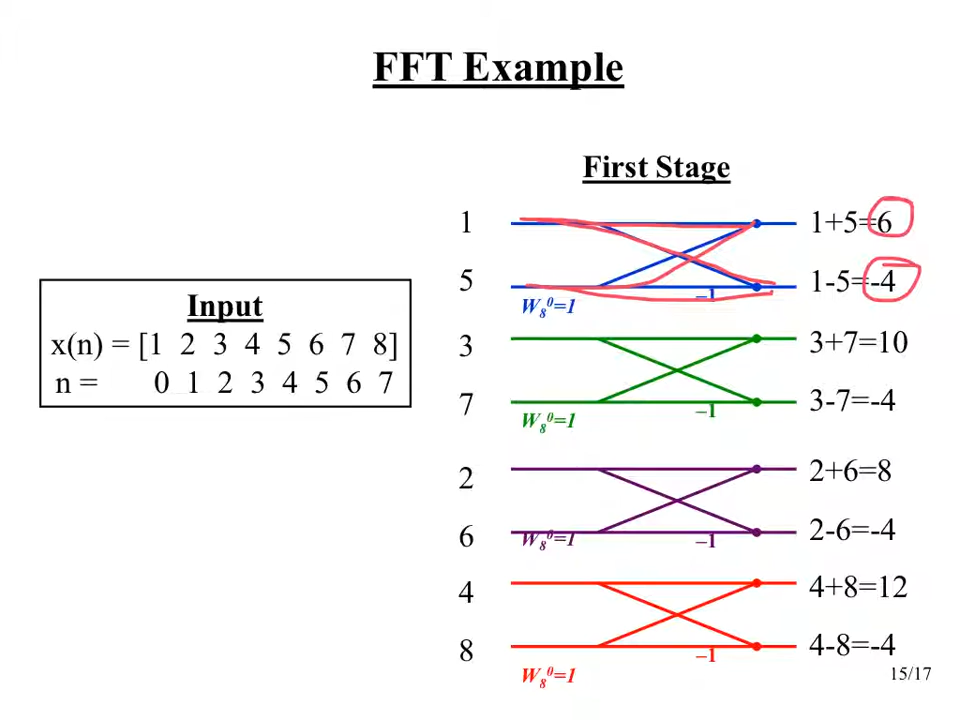 FFT Example
First Stage
Input
x(n) = [1 2 3 4 5 6 7 8]
n = 0 1 2 3 4 5 6 7
1
1+5=6
5
W₈⁰=1
–1
1-5=-4
3
3+7=10
7
W₈⁰=1
–1
3-7=-4
2
2+6=8
6
W₈⁰=1
–1
2-6=-4
4
4+8=12
8
W₈⁰=1
–1
4-8=-4
15/17